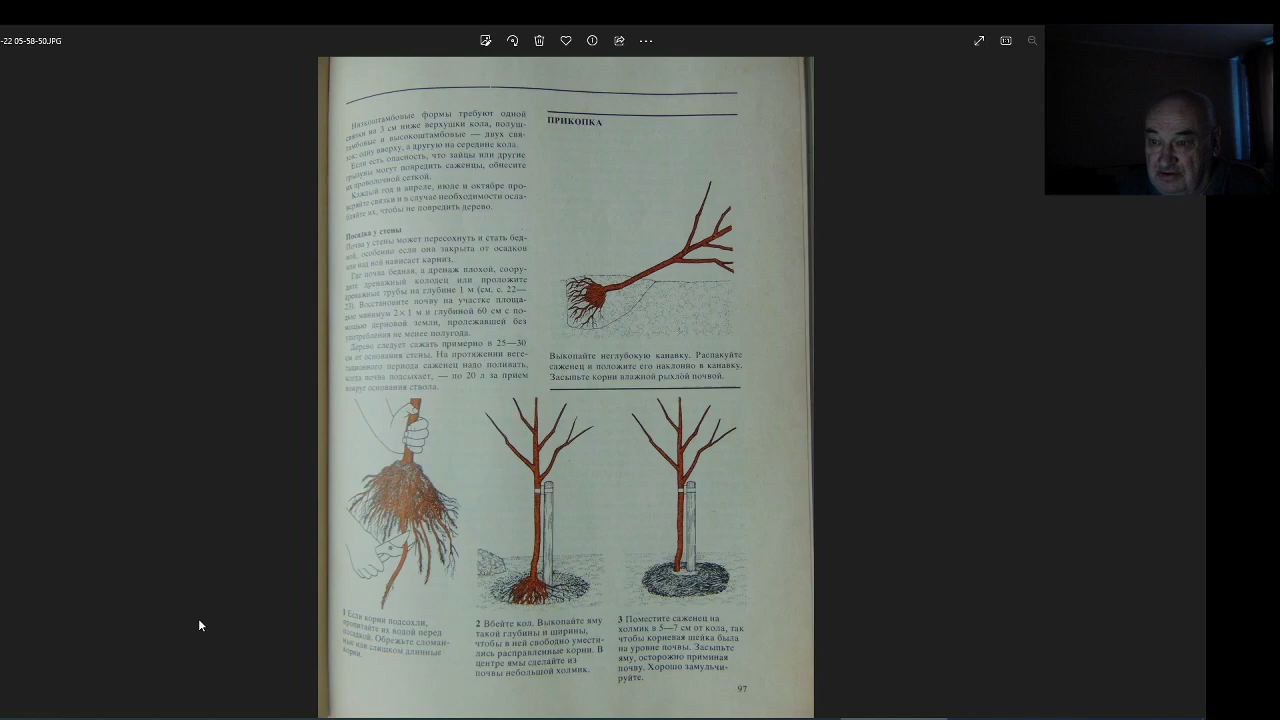 -22 05-58-50.JPG
Низкоштамбовые формы требуют одной
связки на 3 см ниже верхушки кола, полуш-
тамбовые и высокоштамбовые — двух свя-
зок: одну вверху, а другую на середине кола.
Если есть опасность, что зайцы или другие
грызуны могут повредить саженцы, обнесите
их проволочной сеткой.
Каждый год в апреле, июле и октябре про-
веряйте связки и в случае необходимости осла-
бляйте их, чтобы не повредить дерево.
Посадка у стены
Почва у стены может пересохнуть и стать бед-
ной, особенно если она закрыта от осадков
или над ней нависает карниз.
Где почва бедная, а дренаж плохой, соору-
дите дренажный колодец или проложите
дренажные трубы на глубине 1 м (см. с. 22—
23). Восстановите почву на участке площа-
дью минимум 2×1 м и глубиной 60 см с по-
мощью дерновой земли, пролежавшей без
употребления не менее полугода.
Дерево следует сажать примерно в 25—30
см от основания стены. На протяжении веге-
тационного периода саженец надо поливать,
когда почва подсыхает, — по 20 л за прием
вокруг основания ствола.
ПРИКОПКА
Выкопайте неглубокую канавку. Распакуйте
саженец и положите его наклонно в канавку.
Засыпьте корни влажной рыхлой почвой.
1 Если корни подсохли,
пропитайте их водой перед
посадкой. Обрежьте сломан-
ные или слишком длинные
корни.
2 Вбейте кол. Выкопайте яму
такой глубины и ширины,
чтобы в ней свободно умести-
лись расправленные корни. В
центре ямы сделайте из
почвы небольшой холмик.
3 Поместите саженец на
холмик в 5—7 см от кола, так
чтобы корневая шейка была
на уровне почвы. Засыпьте
яму, осторожно приминая
почву. Хорошо замульчи-
руйте.
97